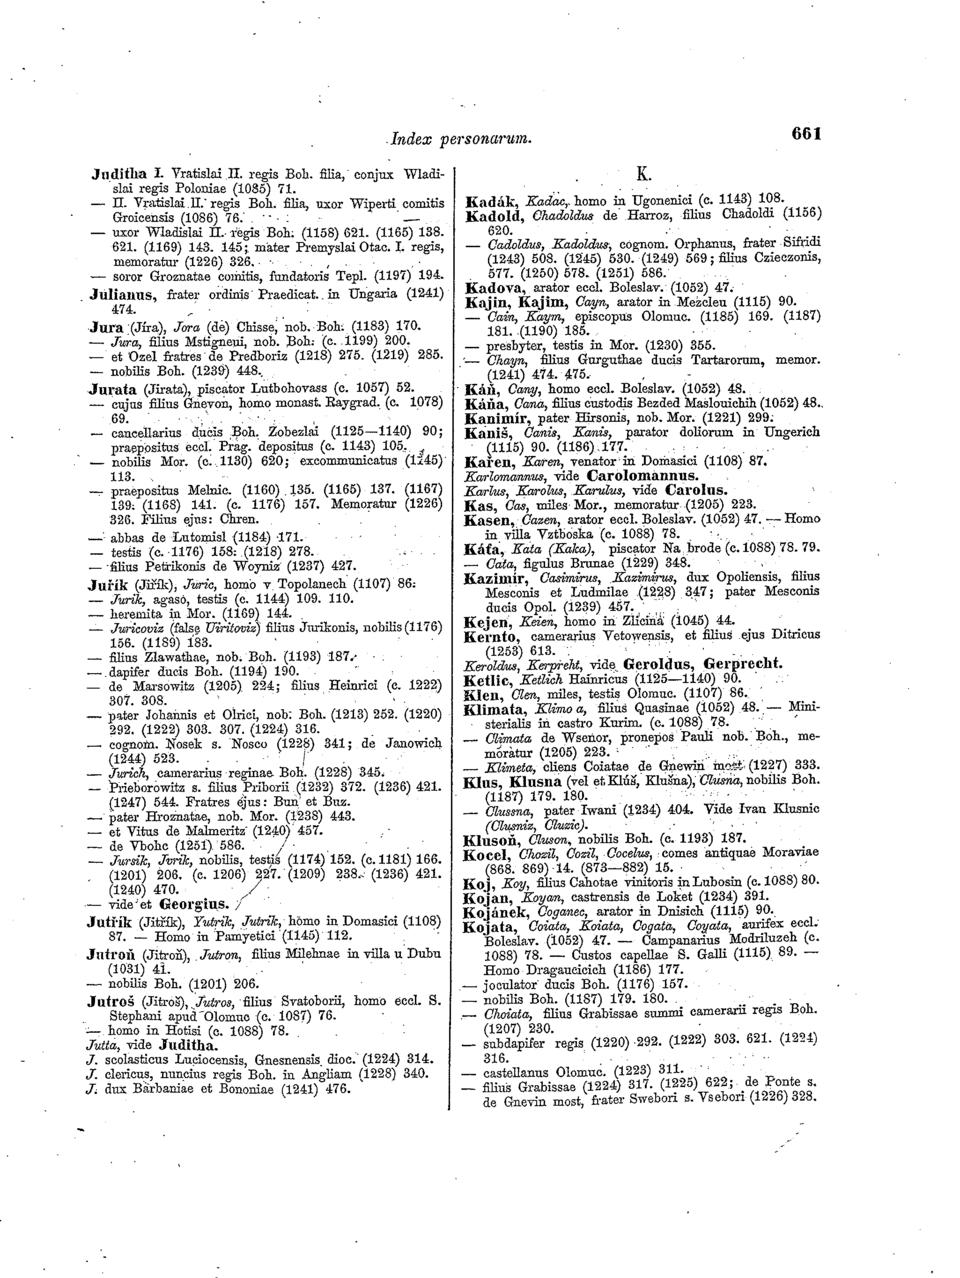 Index personarum.
661
Juditha I. Vratislai II. regis Boh. filia, conjux Wladi-
slai regis Poloniae (1085) 71.
— II. Vratislai II. regis Boh. filia, uxor Wiperti comitis
Groicensis (1086) 76.
— uxor Wladislai II. regis Boh. (1158) 621. (1165) 138.
621. (1169) 143. 145; mater Premyslai Otac. I. regis,
memoratur (1226) 326.
— soror Groznatae comitis, fundatoris Tepl. (1197) 194.
Julianus, frater ordinis Praedicat. in Ungaria (1241)
474.
Jura (Jíra), Jora (de) Chisse, nob. Boh. (1183) 170.
— Jura, filius Mstigneui, nob. Boh. (c. 1199) 200.
— et Ozel fratres de Predboriz (1218) 275. (1219) 285.
— nobilis Boh. (1239) 448.
Jurata (Jirata), piscator Lutbohovass (c. 1057) 52.
— cujus filius Gnevon, homo monast. Raygrad. (c. 1078)
69.
— cancellarius ducis Boh. Zobezlai (1125—1140) 90;
praepositus eccl. Prag. depositus (c. 1143) 105.
— nobilis Mor. (c. 1130) 620; excommunicatus (1245)
113.
— praepositus Melnic. (1160) 135. (1165) 137. (1167)
139. (1168) 141. (c. 1176) 157. Memoratur (1226)
326. Filius ejus: Chren.
— abbas de Lutomisl (1184) 171.
— testis (c. 1176) 158. (1218) 278.
— filius Petrikonis de Woyniz (1237) 427.
Juřík (Jiřík), Juric, homo v Topolanech (1107) 86.
— Jurik, agaso, testis (c. 1144) 109. 110.
— heremita in Mor. (1169) 144.
— Juricoviz (false Uiritoviz) filius Jurikonis, nobilis (1176)
156. (1189) 183.
— filius Zlawathae, nob. Boh. (1193) 187.
— dapifer ducis Boh. (1194) 190.
— de Marsowitz (1205) 224; filius Heinrici (c. 1222)
307. 308.
— pater Johannis et Olrici, nob. Boh. (1213) 252. (1220)
292. (1222) 303. 307. (1224) 316.
— cognom. Nosek s. Nosco (1228) 341; de Janowich
(1244) 523.
— Jurich, camerarius reginae Boh. (1228) 345.
— Prieborowitz s. filius Priborii (1232) 372. (1236) 421.
(1247) 544. Fratres ejus: Bun et Buz.
— pater Hroznatae, nob. Mor. (1238) 443.
— et Vitus de Malmeritz (1240) 457.
— de Vbohc (1251) 586.
— Jursik, Jvrik, nobilis, testis (1174) 152. (c. 1181) 166.
(1201) 206. (c. 1206) 227. (1209) 238. (1236) 421.
(1240) 470.
— vide et Georgius.
Jutřík (Jitřík), Yutrik, Jutrik, homo in Domasici (1108)
87. — Homo in Pamyetici (1145) 112.
Jutroň (Jitroň), Jutron, filius Milehnae in villa u Dubu
(1031) 41.
— nobilis Boh. (1201) 206.
Jutroš (Jitroš), Jutros, filius Svatoborii, homo eccl. S.
Stephani apud Olomuc (c. 1087) 76.
— homo in Hotisi (c. 1088) 78.
Jutta, vide Juditha.
J. scolasticus Luciocensis, Gnesnensis dioc. (1224) 314.
J. clericus, nuncius regis Boh. in Angliam (1228) 340.
J. dux Barbaniae et Bononiae (1241) 476.
K.
Kadák, Kadac, homo in Ugonenici (c. 1143) 108.
Kadold, Chadoldus de Harroz, filius Chadoldi (1156)
620.
— Cadoldus, Kadoldus, cognom. Orphanus, frater Sifridi
(1243) 508. (1245) 530. (1249) 569; filius Czieczonis,
577. (1250) 578. (1251) 586.
Kadova, arator eccl. Boleslav. (1052) 47.
Kajin, Kajim, Cayn, arator in Mezcleu (1115) 90.
— Cain, Kaym, episcopus Olomuc. (1185) 169. (1187)
181. (1190) 185.
— presbyter, testis in Mor. (1230) 355.
— Chayn, filius Gurguthae ducis Tartarorum, memor.
(1241) 474. 475.
Káň, Cany, homo eccl. Boleslav. (1052) 48.
Káňa, Cana, filius custodis Bezded Maslouichih (1052) 48.
Kanimír, pater Hirsonis, nob. Mor. (1221) 299.
Kaniš, Canis, Kanis, parator doliorum in Ungerich
(1115) 90. (1186) 177.
Karen, Karen, venator in Domasici (1108) 87.
Karlomannus, vide Carolomannus.
Karlus, Karolus, Karulus, vide Carolus.
Kas, Cas, miles Mor., memoratur (1205) 223.
Kasen, Cazen, arator eccl. Boleslav. (1052) 47. — Homo
in villa Vztboska (c. 1088) 78.
Káťa, Kata (Kaka), piscator Na brode (c. 1088) 78. 79.
— Cata, figulus Brunae (1229) 348.
Kazimír, Casimirus, Kazimirus, dux Opoliensis, filius
Mesconis et Ludmilae (1228) 347; pater Mesconis
ducis Opol. (1239) 457.
Kejen, Keien, homo in Zlicina (1045) 44.
Kernto, camerarius Vetowensis, et filius ejus Ditricus
(1253) 613.
Keroldus, Kerpreht, vide Geroldus, Gerprecht.
Ketlic, Ketlich Hainricus (1125—1140) 90.
Klen, Clen, miles, testis Olomuc. (1107) 86.
Klimata, Klimo a, filius Quasinae (1052) 48. — Mini-
sterialis in castro Kurim. (c. 1088) 78.
— Climata de Wsenor, pronepos Pauli nob. Boh., me-
moratur (1205) 223.
— Klimeta, cliens Coiatae de Gnewin most (1227) 333.
Klus, Klusna (vel et Klúš, Klušna), Clusna, nobilis Boh.
(1187) 179. 180.
— Clussna, pater Iwani (1234) 404. Vide Ivan Klusnic
(Clusniz, Cluzic).
Klusoň, Cluson, nobilis Boh. (c. 1193) 187.
Kocel, Chozil, Cozil, Cocelus, comes antiquae Moraviae
(868. 869) 14. (873—882) 15.
Koj, Koy, filius Cahotae vinitoris in Lubosin (c. 1088) 80.
Kojan, Koyan, castrensis de Loket (1234) 391.
Kojánek, Coganec, arator in Dnisich (1115) 90.
Kojata, Coiata, Koiata, Cogata, Coyata, aurifex eccl.
Boleslav. (1052) 47. — Campanarius Modriluzeh (c.
1088) 78. — Custos capellae S. Galli (1115) 89. —
Homo Dragaucicich (1186) 177.
— joculator ducis Boh. (1176) 157.
— nobilis Boh. (1187) 179. 180.
— Choiata, filius Grabissae summi camerarii regis Boh.
(1207) 230.
— subdapifer regis (1220) 292. (1222) 303. 621. (1224)
316.
— castellanus Olomuc. (1223) 311.
— filius Grabissae (1224) 317. (1225) 622; de Ponte s.
de Gnevin most, frater Swebori s. Vsebori (1226) 328.